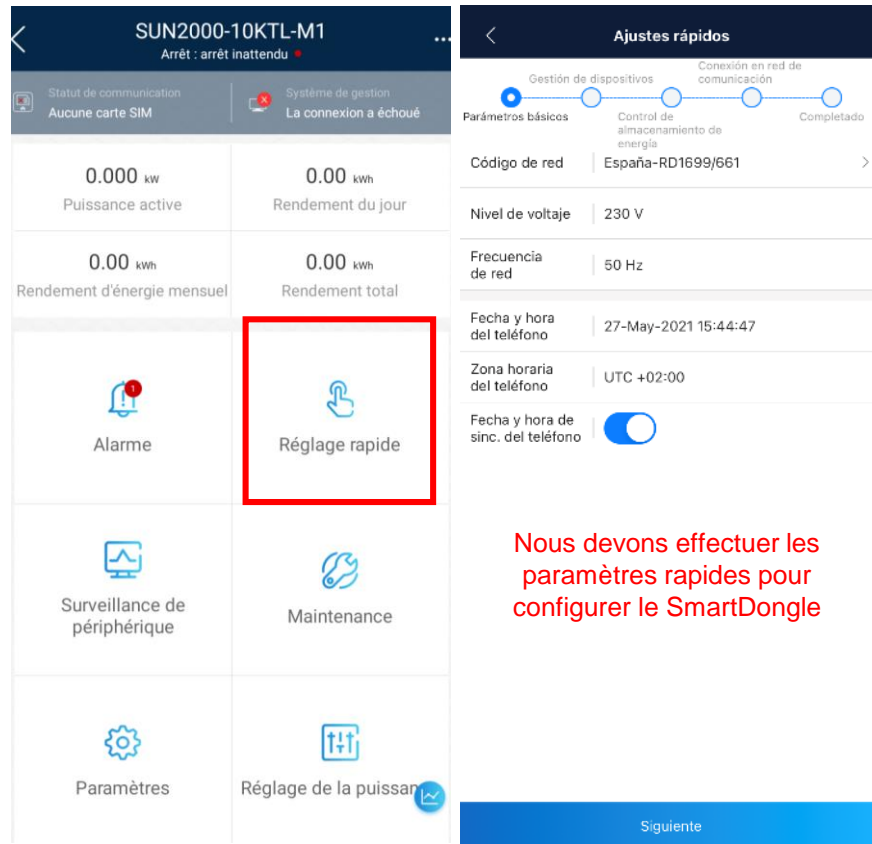 SUN2000-10KTL-M1
Arrêt : arrêt inattendu
Statut de communication
Aucune carte SIM
Système de gestion
La connexion a échoué
0.000 kW
Puissance active
0.00 kWh
Rendement du jour
0.00 kWh
Rendement d'énergie mensuel
0.00 kWh
Rendement total
1
Alarme
Réglage rapide
Surveillance de
périphérique
Maintenance
Paramètres
Réglage de la puissan
Ajustes rápidos
Gestión de dispositivos
Conexión en red de
comunicación
Parámetros básicos
Control de
almacenamiento de
energía
Completado
Código de red
España-RD1699/661
Nivel de voltaje
230 V
Frecuencia
de red
50 Hz
Fecha y hora
del teléfono
27-May-2021 15:44:47
Zona horaria
del teléfono
UTC +02:00
Fecha y hora de
sinc. del teléfono
Nous devons effectuer les
paramètres rapides pour
configurer le SmartDongle
Siguiente